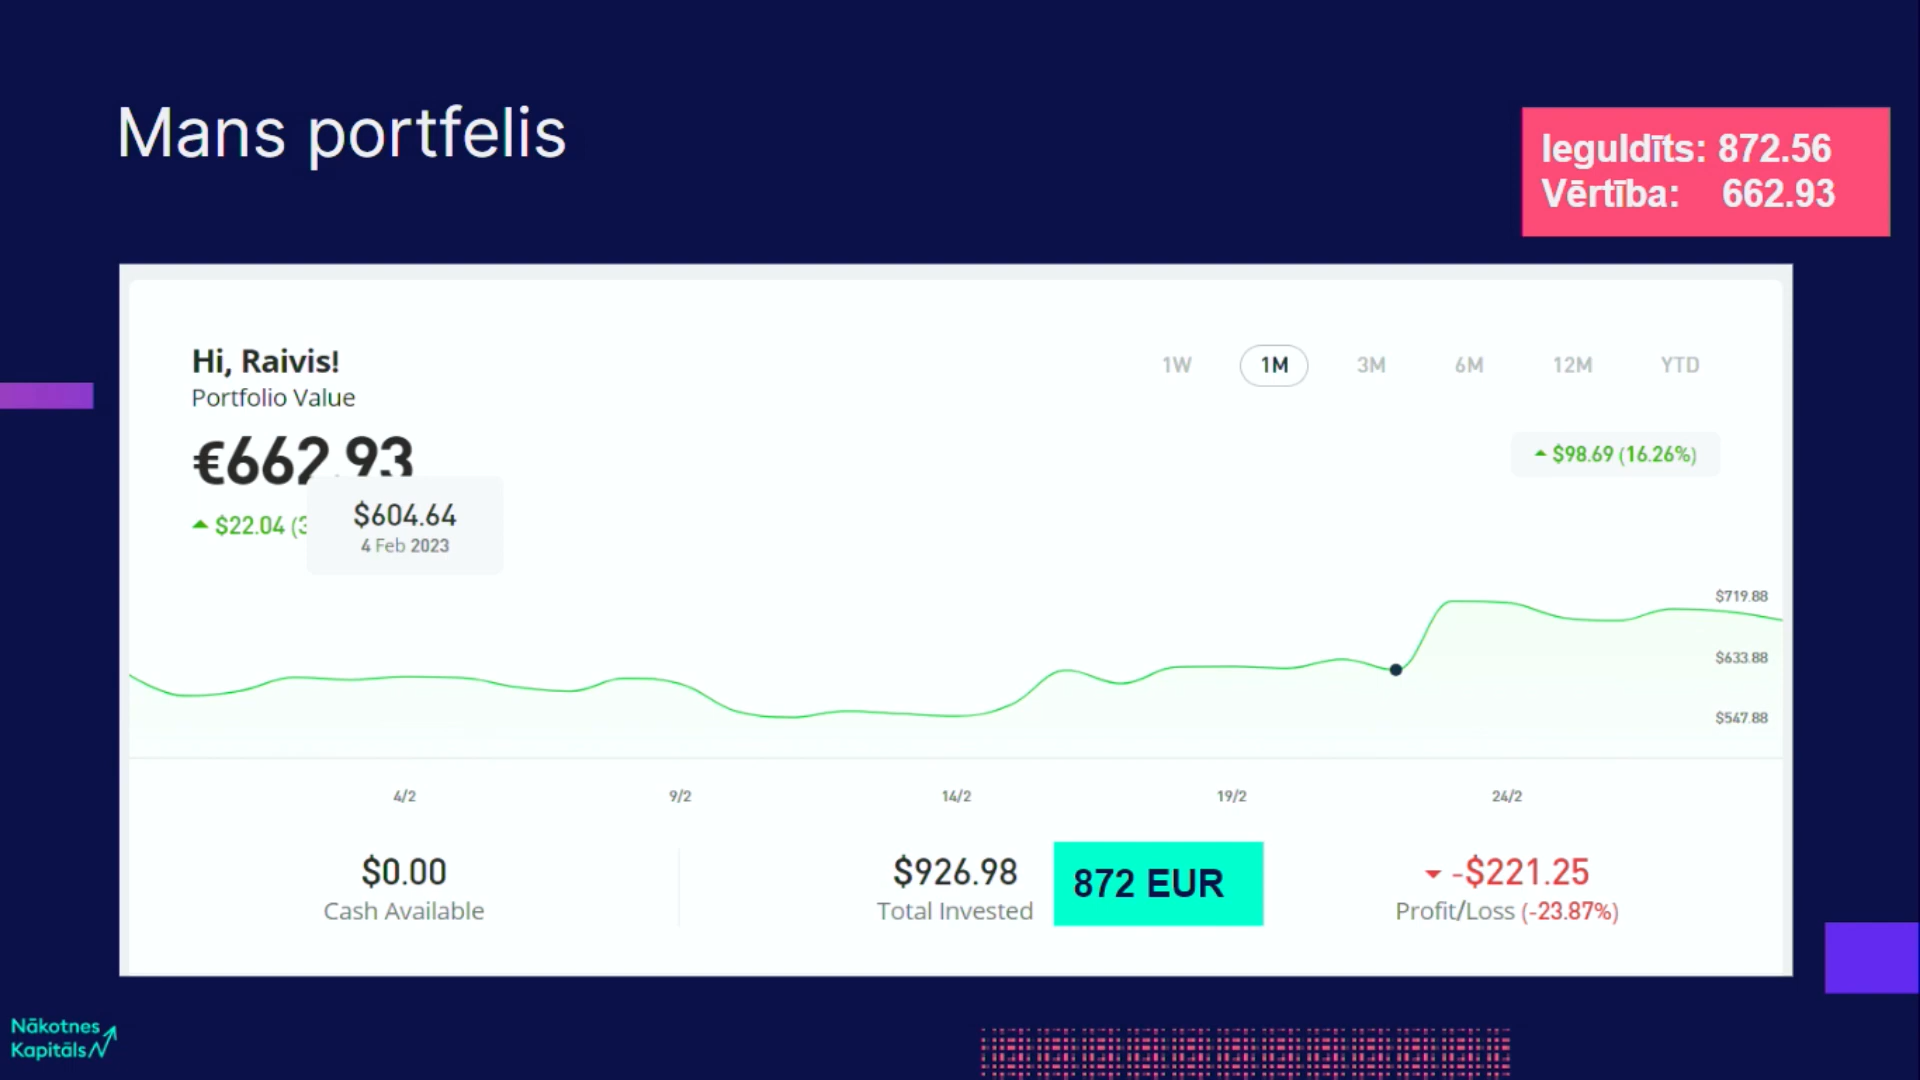 Mans portfelis
Ieguldīts: 872.56
Vērtība: 662.93
Hi, Raivis!
Portfolio Value
1W 1M 3M 6M 12M YTD
€662.93
$98.69 (16.26%)
$22.04 (3
$604.64
4 Feb 2023
$719.88
$633.88
$547.88
4/2 9/2 14/2 19/2 24/2
$0.00
Cash Available
$926.98
Total Invested
872 EUR
-$221.25
Profit/Loss (-23.87%)
Nākotnes
Kapitāls